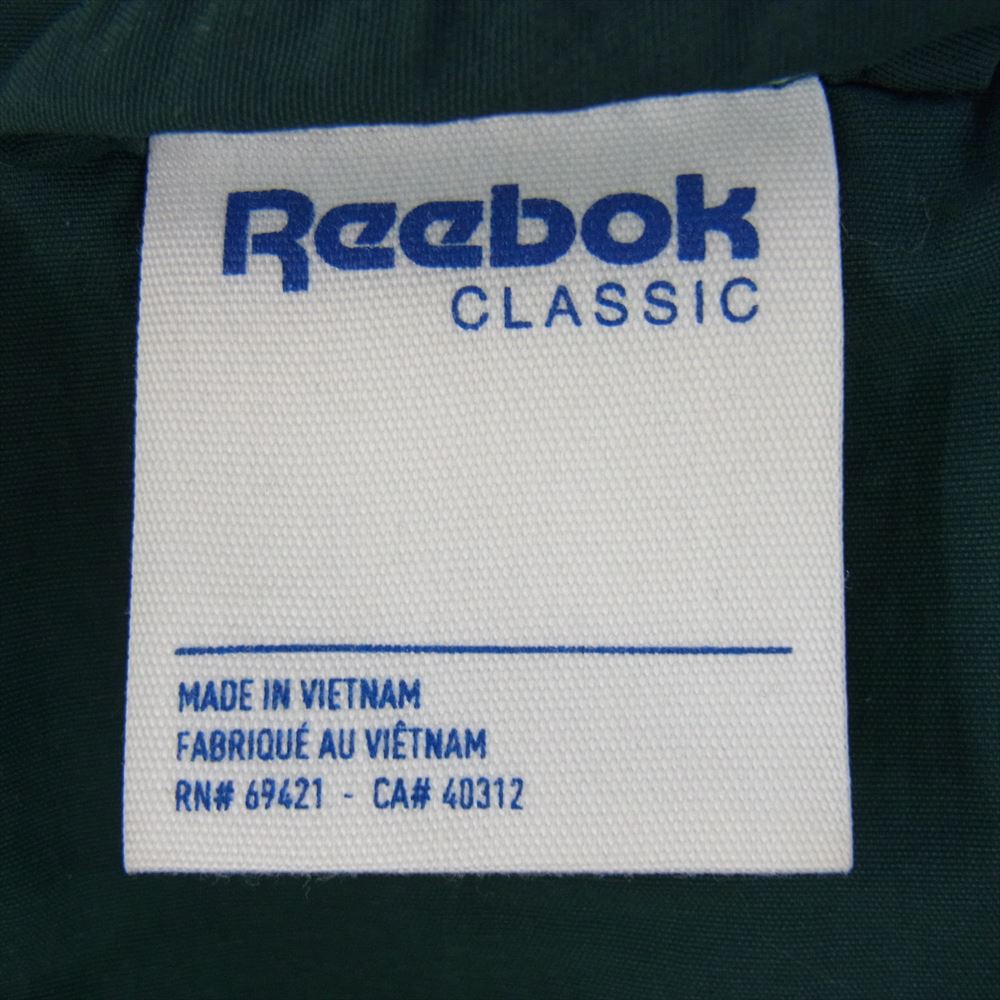 Reebok
CLASSIC
MADE IN VIETNAM
FABRIQUÉ AU VIÊTNAM
RN# 69421 - CA# 40312